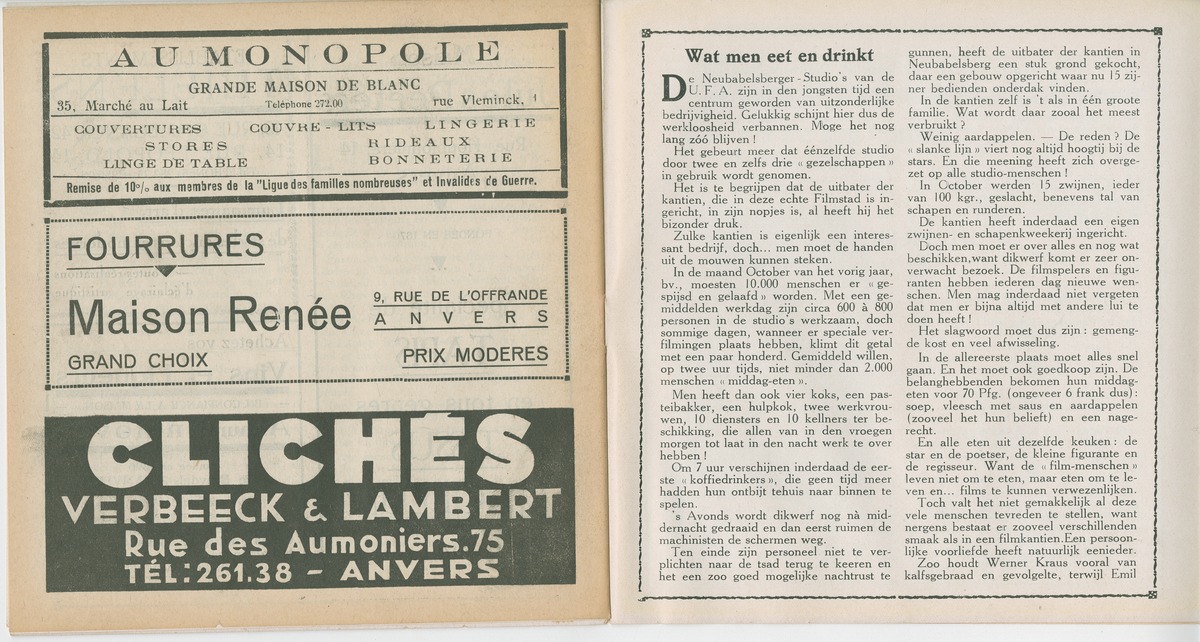 AU MONOPOLE
GRANDE MAISON DE BLANC
35, Marché au Lait Téléphone 272.00 rue Vleminck, 1
COUVERTURES COUVRE-LITS LINGERIE
STORES RIDEAUX
LINGE DE TABLE BONNETERIE
Remise de 10% aux membres de la "Ligue des familles nombreuses" et Invalides de Guerre.
FOURRURES
Maison Renée
9, RUE DE L'OFFRANDE
ANVERS
GRAND CHOIX PRIX MODERES
CLICHÉS
VERBEECK & LAMBERT
Rue des Aumoniers.75
TÉL:261.38 - ANVERS
Wat men eet en drinkt
De Neubabelsberger-Studio's van de
U.F.A. zijn in den jongsten tijd een
centrum geworden van uitzonderlijke
bedrijvigheid. Gelukkig schijnt hier dus de
werkloosheid verbannen. Moge het nog
lang zóó blijven !
Het gebeurt meer dat éénzelfde studio
door twee en zelfs drie « gezelschappen »
in gebruik wordt genomen.
Het is te begrijpen dat de uitbater der
kantien, die in deze echte Filmstad is in-
gericht, in zijn nopjes is, al heeft hij het
bizonder druk.
Zulke kantien is eigenlijk een interes-
sant bedrijf, doch... men moet de handen
uit de mouwen kunnen steken.
In de maand October van het vorig jaar,
bv., moesten 10.000 menschen er « ge-
spijsd en gelaafd » worden. Met een ge-
middelden werkdag zijn circa 600 à 800
personen in de studio's werkzaam, doch
sommige dagen, wanneer er speciale ver-
filmingen plaats hebben, klimt dit getal
met een paar honderd. Gemiddeld willen,
op twee uur tijds, niet minder dan 2.000
menschen « middag-eten ».
Men heeft dan ook vier koks, een pas-
teibakker, een hulpkok, twee werkvrou-
wen, 10 diensters en 10 kellners ter be-
schikking, die allen van in den vroegen
morgen tot laat in den nacht werk te over
hebben !
Om 7 uur verschijnen inderdaad de eer-
ste « koffiedrinkers », die geen tijd meer
hadden hun ontbijt tehuis naar binnen te
spelen.
's Avonds wordt dikwerf nog nà mid-
dernacht gedraaid en dan eerst ruimen de
machinisten de schermen weg.
Ten einde zijn personeel niet te ver-
plichten naar de tsad terug te keeren en
het een zoo goed mogelijke nachtrust te
gunnen, heeft de uitbater der kantien in
Neubabelsberg een stuk grond gekocht,
daar een gebouw opgericht waar nu 15 zij-
ner bedienden onderdak vinden.
In de kantien zelf is 't als in één groote
familie. Wat wordt daar zooal het meest
verbruikt ?
Weinig aardappelen. — De reden ? De
« slanke lijn » viert nog altijd hoogtij bij de
stars. En die meening heeft zich overge-
zet op alle studio-menschen !
In October werden 15 zwijnen, ieder
van 100 kgr., geslacht, benevens tal van
schapen en runderen.
De kantien heeft inderdaad een eigen
zwijnen- en schapenkweekerij ingericht.
Doch men moet er over alles en nog wat
beschikken,want dikwerf komt er zeer on-
verwacht bezoek. De filmspelers en figu-
ranten hebben iederen dag nieuwe wen-
schen. Men mag inderdaad niet vergeten
dat men er bijna altijd met andere lui te
doen heeft !
Het slagwoord moet dus zijn : gemeng-
de kost en veel afwisseling.
In de allereerste plaats moet alles snel
gaan. En het moet ook goedkoop zijn. De
belanghebbenden bekomen hun middag-
eten voor 70 Pfg. (ongeveer 6 frank dus) :
soep, vleesch met saus en aardappelen
(zooveel het hun belieft) en een nage-
recht.
En alle eten uit dezelfde keuken : de
star en de poetser, de kleine figurante en
de regisseur. Want de « film-menschen »
leven niet om te eten, maar eten om te le-
ven en... films te kunnen verwezenlijken.
Toch valt het niet gemakkelijk al deze
vele menschen tevreden te stellen, want
nergens bestaat er zooveel verschillenden
smaak als in een filmkantien.Een persoon-
lijke voorliefde heeft natuurlijk eenieder.
Zoo houdt Werner Kraus vooral van
kalfsgebraad en gevolgelte, terwijl Emil